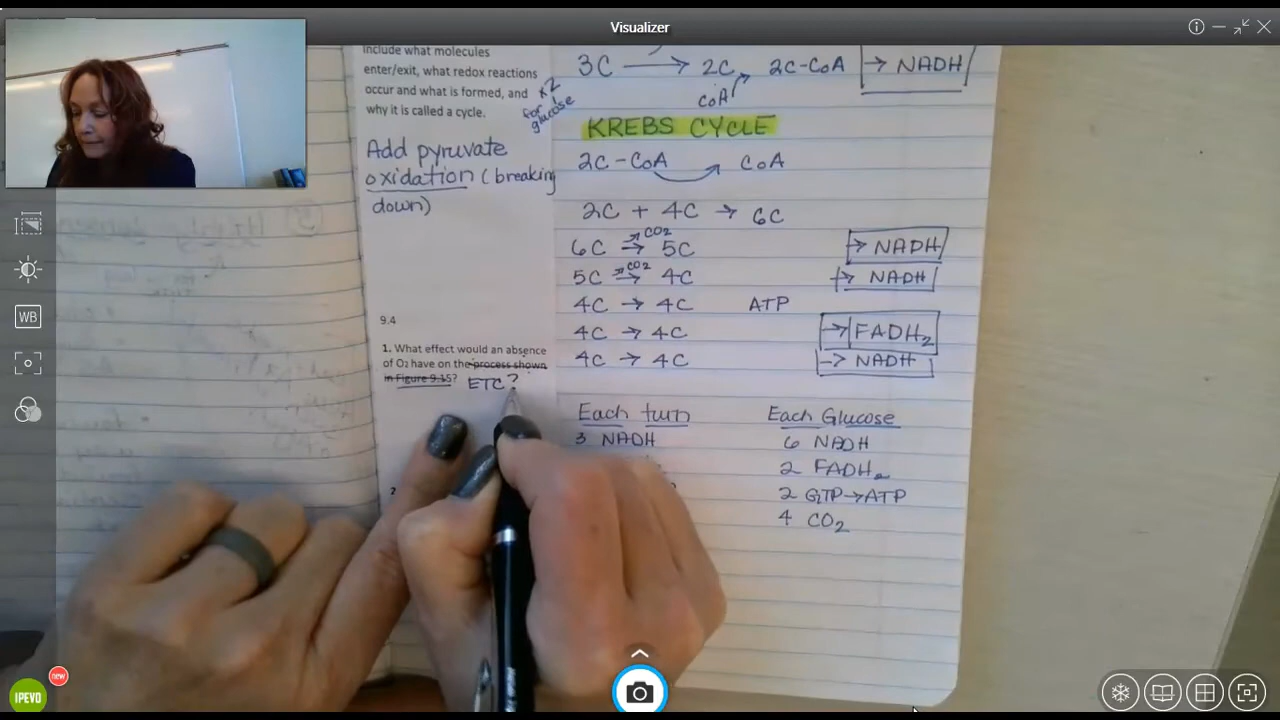 Visualizer
include what molecules
enter/exit, what redox reactions
occur and what is formed, and
why it is called a cycle.
x2
for
glucose
Add pyruvate
oxidation (breaking
down)
9.4
1. What effect would an absence
of O2 have on the process shown
in Figure 9.15? ETC?
2
3C → 2C 2C-CoA → NADH
CoA
KREBS CYCLE
2C-CoA → CoA
2C + 4C → 6C
6C → CO2 5C → NADH
5C → CO2 4C → NADH
4C → 4C ATP
4C → 4C → FADH2
4C → 4C → NADH
Each turn
3 NADH
Each Glucose
6 NADH
2 FADH2
2 GTP→ATP
4 CO2
WB
new
IPEVO